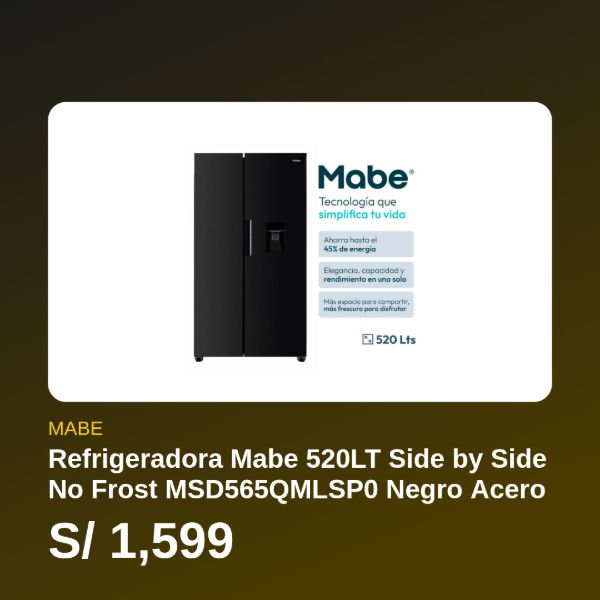 Mabe
Mabe®
Tecnología que
simplifica tu vida
Ahorra hasta el
45% de energía
Elegancia, capacidad y
rendimiento en uno solo
Más espacio para compartir,
más frescura para disfrutar
520 Lts
MABE
Refrigeradora Mabe 520LT Side by Side
No Frost MSD565QMLSP0 Negro Acero
S/ 1,599